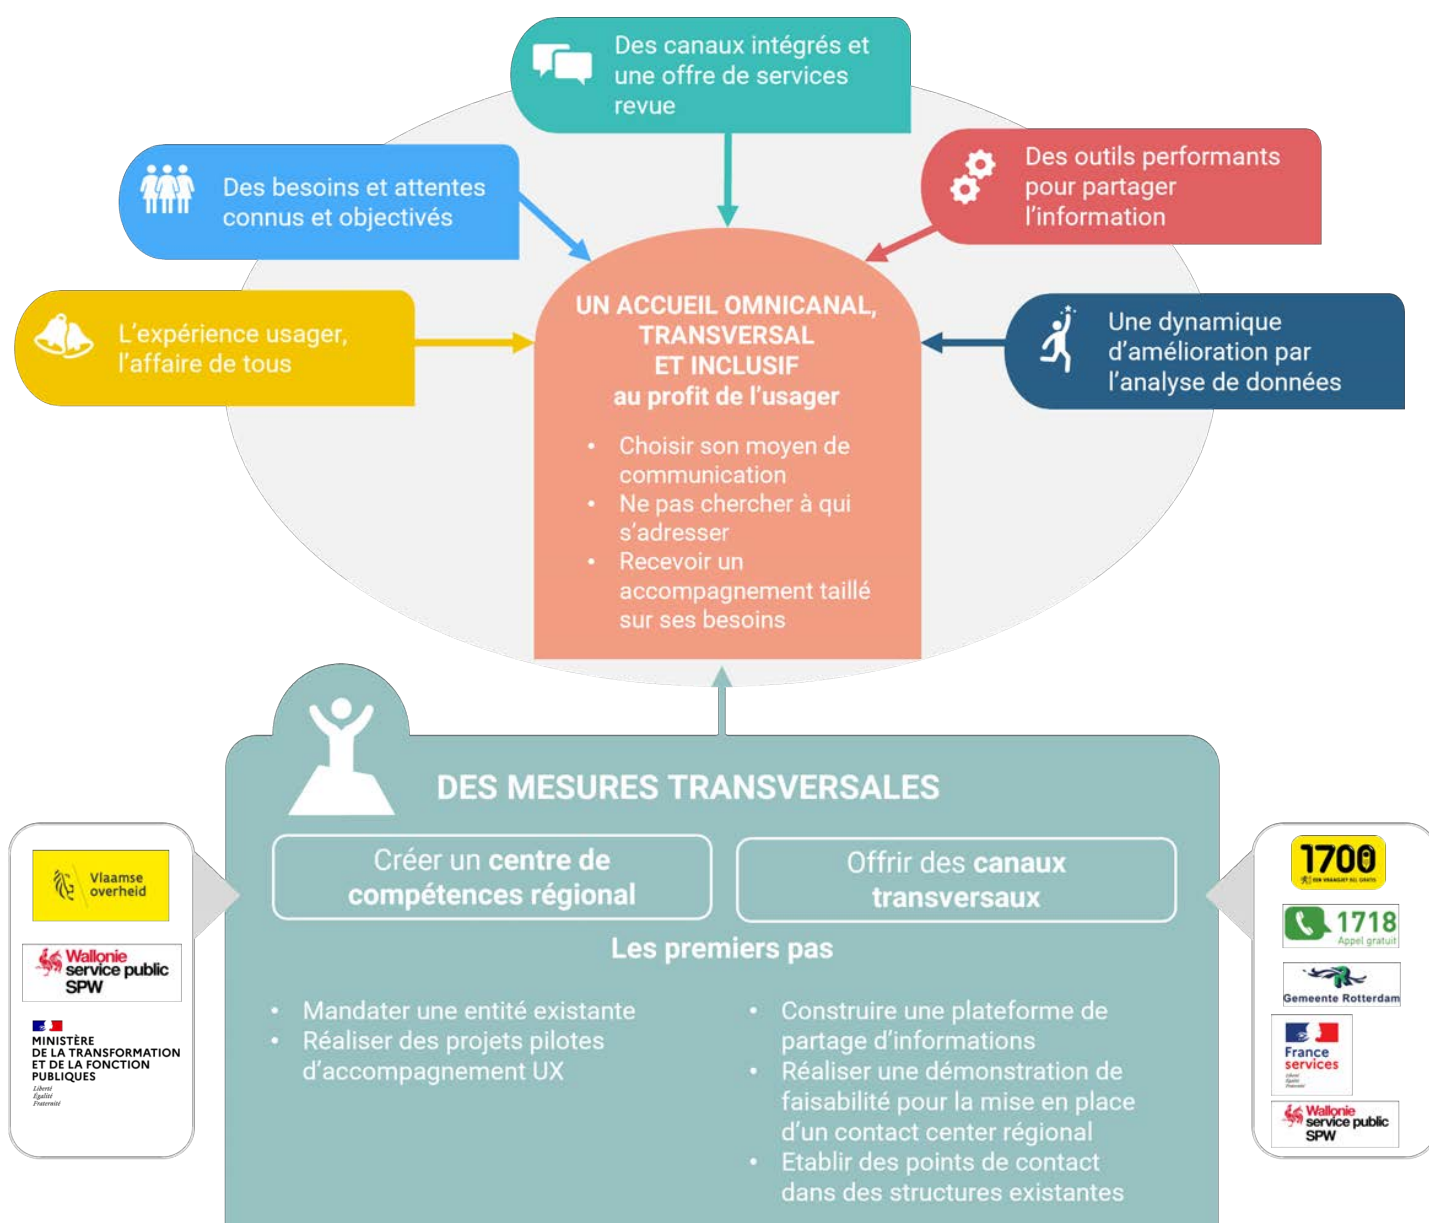 Des canaux intégrés et
une offre de services
revue
Des besoins et attentes
connus et objectivés
Des outils performants
pour partager
l'information
L'expérience usager,
l'affaire de tous
Une dynamique
d'amélioration par
l'analyse de données
UN ACCUEIL OMNICANAL,
TRANSVERSAL
ET INCLUSIF
au profit de l'usager
• Choisir son moyen de
communication
• Ne pas chercher à qui
s'adresser
• Recevoir un
accompagnement taillé
sur ses besoins
DES MESURES TRANSVERSALES
Créer un centre de
compétences régional
Offrir des canaux
transversaux
Les premiers pas
• Mandater une entité existante
• Réaliser des projets pilotes
d'accompagnement UX
• Construire une plateforme de
partage d'informations
• Réaliser une démonstration de
faisabilité pour la mise en place
d'un contact center régional
• Etablir des points de contact
dans des structures existantes
Vlaamse
overheid
Wallonie
service public
SPW
MINISTÈRE
DE LA TRANSFORMATION
ET DE LA FONCTION
PUBLIQUES
Liberté
Égalité
Fraternité
1700
1718
Appel gratuit
Gemeente Rotterdam
France
services
Liberté
Égalité
Fraternité
Wallonie
service public
SPW